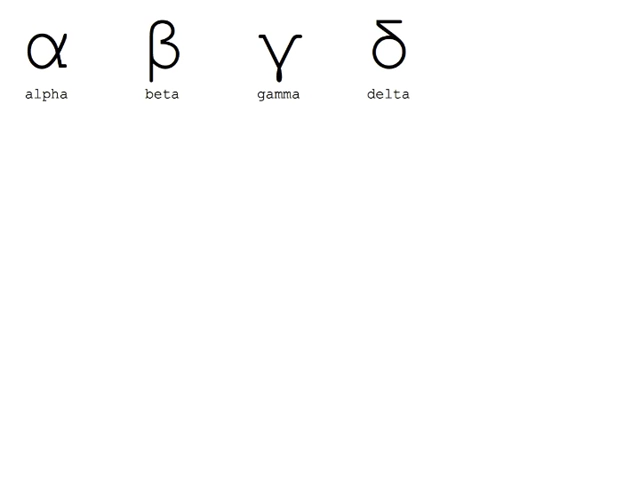 α β γ δ
alpha beta gamma delta